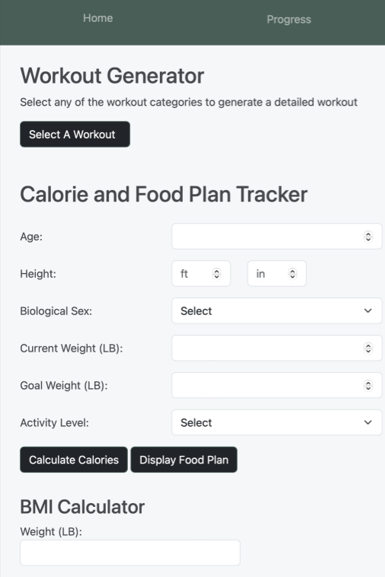 Home Progress
Workout Generator
Select any of the workout categories to generate a detailed workout
Select A Workout
Calorie and Food Plan Tracker
Age:
Height: ft in
Biological Sex: Select
Current Weight (LB):
Goal Weight (LB):
Activity Level: Select
Calculate Calories Display Food Plan
BMI Calculator
Weight (LB):